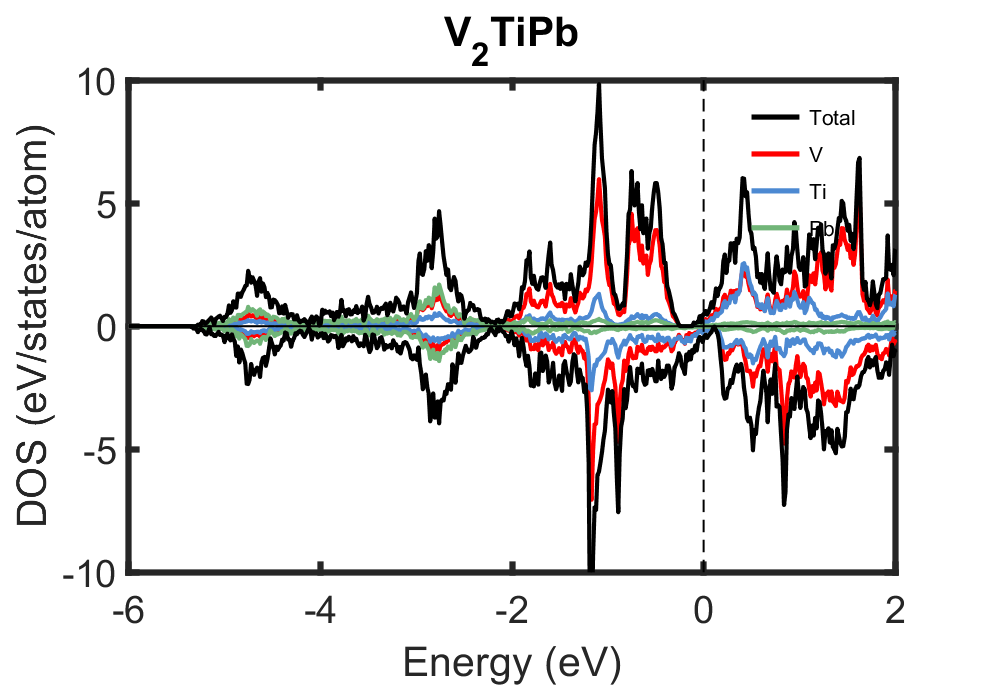 V2TiPb
10
5
0
-5
-10
DOS (eV/states/atom)
Total
V
Ti
Pb
-6
-4
-2
0
2
Energy (eV)